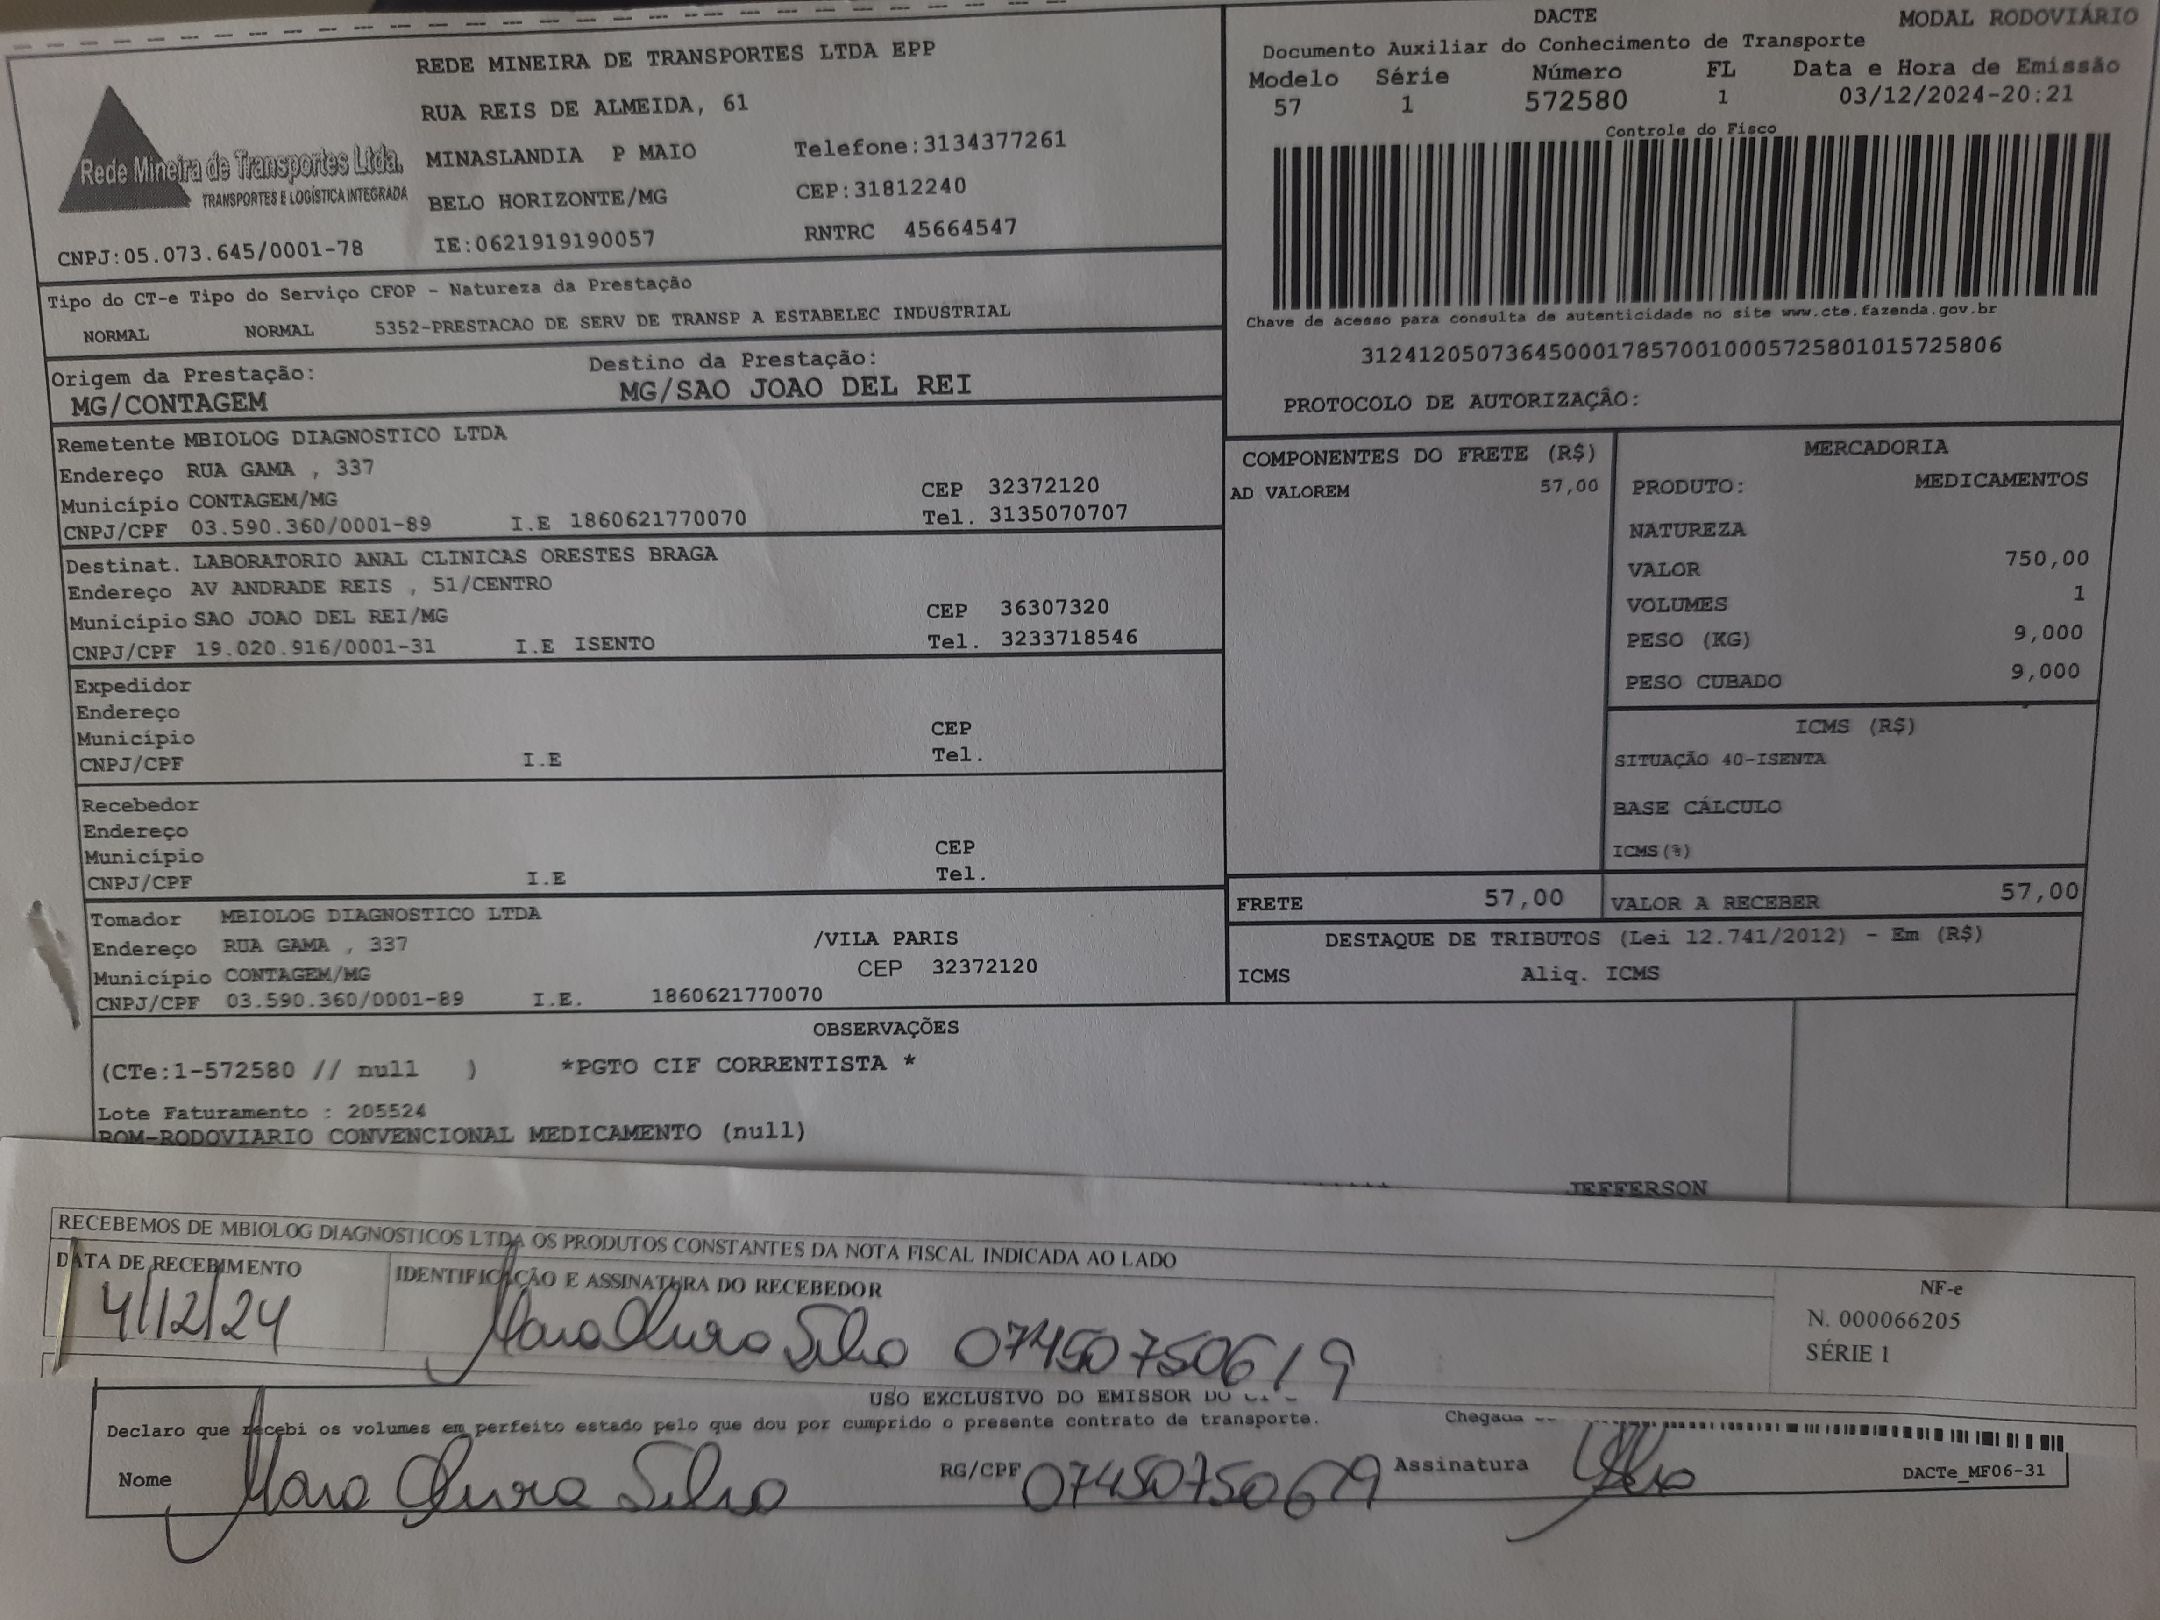 REDE MINEIRA DE TRANSPORTES LTDA EPP
RUA REIS DE ALMEIDA, 61
MINASLANDIA P MAIO Telefone:3134377261
BELO HORIZONTE/MG CEP:31812240
CNPJ:05.073.645/0001-78 IE:0621919190057 RNTRC 45664547
Rede Mineira de Transportes Ltda.
TRANSPORTES E LOGÍSTICA INTEGRADA
DACTE MODAL RODOVIÁRIO
Documento Auxiliar do Conhecimento de Transporte
Modelo Série Número FL Data e Hora de Emissão
57 1 572580 1 03/12/2024-20:21
Controle do Fisco
Chave de acesso para consulta de autenticidade no site www.cte.fazenda.gov.br
31241205073645000178570010005725801015725806
PROTOCOLO DE AUTORIZAÇÃO:
Tipo do CT-e Tipo do Serviço CFOP - Natureza da Prestação
NORMAL NORMAL 5352-PRESTACAO DE SERV DE TRANSP A ESTABELEC INDUSTRIAL
Origem da Prestação: Destino da Prestação:
MG/CONTAGEM MG/SAO JOAO DEL REI
Remetente MBIOLOG DIAGNOSTICO LTDA
Endereço RUA GAMA , 337
Município CONTAGEM/MG CEP 32372120
CNPJ/CPF 03.590.360/0001-89 I.E 1860621770070 Tel. 3135070707
Destinat. LABORATORIO ANAL CLINICAS ORESTES BRAGA
Endereço AV ANDRADE REIS , 51/CENTRO
Município SAO JOAO DEL REI/MG CEP 36307320
CNPJ/CPF 19.020.916/0001-31 I.E ISENTO Tel. 3233718546
Expedidor
Endereço
Município CEP
CNPJ/CPF I.E Tel.
Recebedor
Endereço
Município CEP
CNPJ/CPF I.E Tel.
Tomador MBIOLOG DIAGNOSTICO LTDA
Endereço RUA GAMA , 337 /VILA PARIS
Município CONTAGEM/MG CEP 32372120
CNPJ/CPF 03.590.360/0001-89 I.E. 1860621770070
COMPONENTES DO FRETE (R$)
AD VALOREM 57,00
MERCADORIA
PRODUTO: MEDICAMENTOS
NATUREZA
VALOR 750,00
VOLUMES 1
PESO (KG) 9,000
PESO CUBADO 9,000
ICMS (R$)
SITUAÇÃO 40-ISENTA
BASE CÁLCULO
ICMS(%)
FRETE 57,00 VALOR A RECEBER 57,00
DESTAQUE DE TRIBUTOS (Lei 12.741/2012) - Em (R$)
ICMS Aliq. ICMS
OBSERVAÇÕES
(CTe:1-572580 // null ) *PGTO CIF CORRENTISTA *
Lote Faturamento : 205524
ROM-RODOVIARIO CONVENCIONAL MEDICAMENTO (null)
JEFFERSON
RECEBEMOS DE MBIOLOG DIAGNOSTICOS LTDA OS PRODUTOS CONSTANTES DA NOTA FISCAL INDICADA AO LADO
DATA DE RECEBIMENTO IDENTIFICAÇÃO E ASSINATURA DO RECEBEDOR NF-e
4/12/24 07450750619 N. 000066205
SÉRIE 1
USO EXCLUSIVO DO EMISSOR DO
Declaro que recebi os volumes em perfeito estado pelo que dou por cumprido o presente contrato de transporte. Chegada
Nome RG/CPF 07450750619 Assinatura DACTe_MF06-31